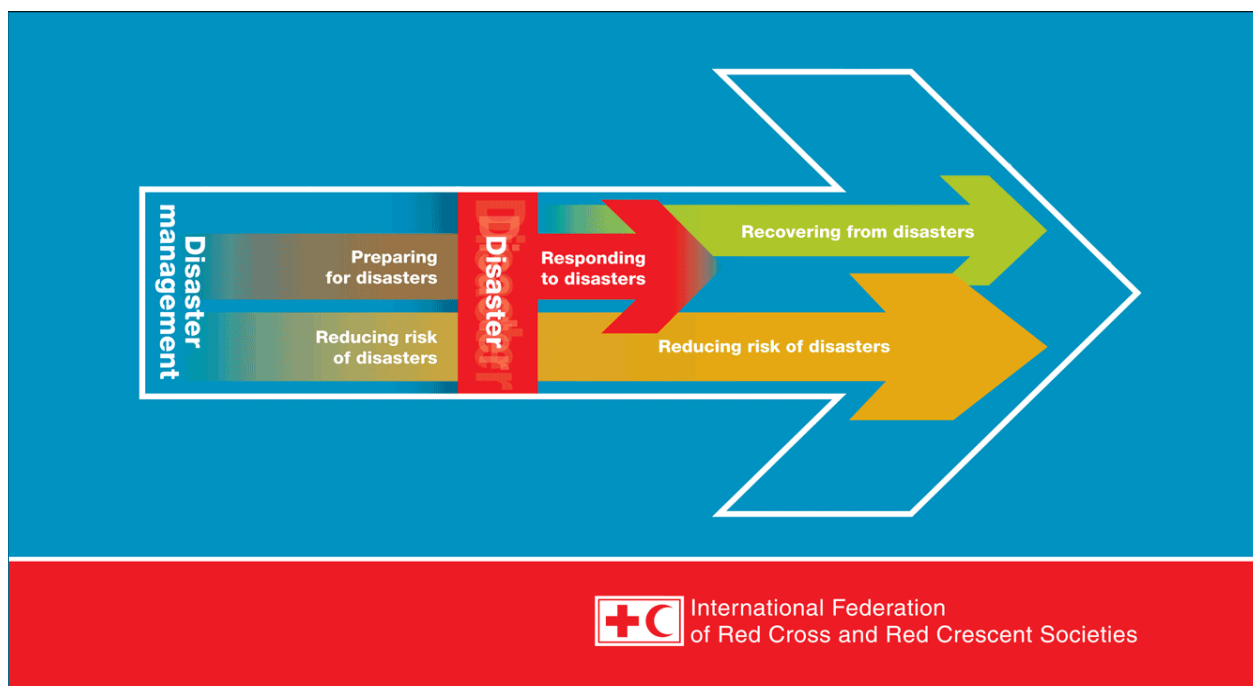 Disaster
management
Preparing
for disasters
Reducing risk
of disasters
Disaster
Responding
to disasters
Recovering from disasters
Reducing risk of disasters
International Federation
of Red Cross and Red Crescent Societies